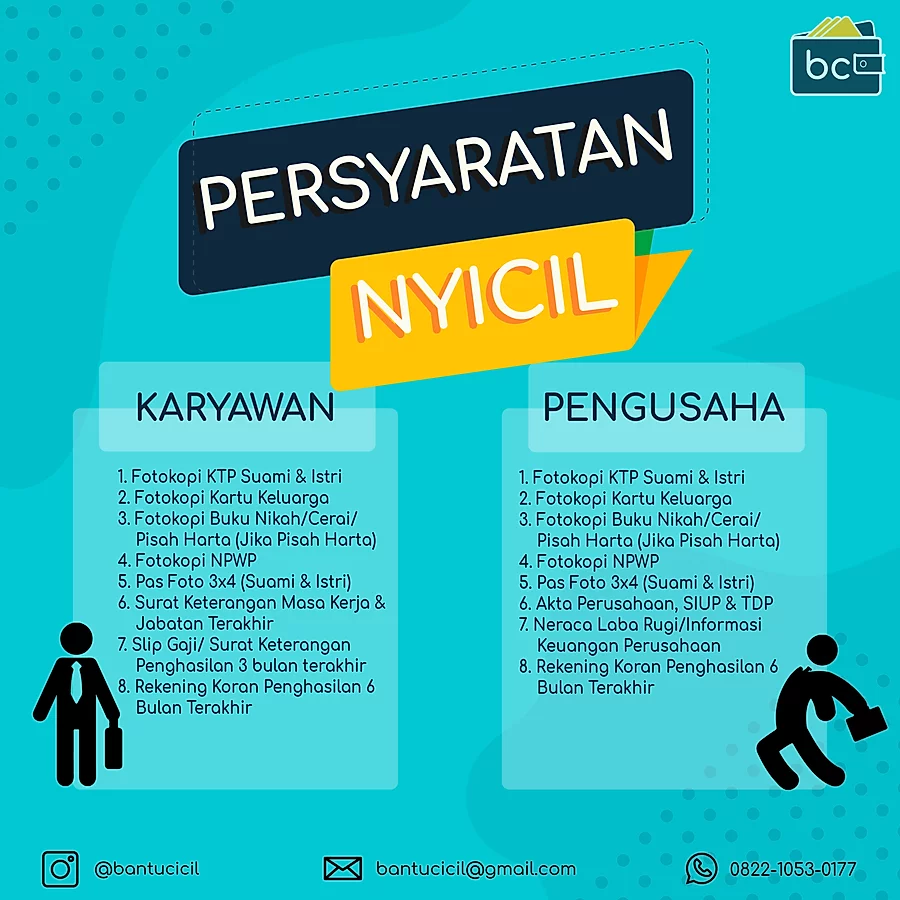 bc
PERSYARATAN
NYICIL
KARYAWAN
1. Fotokopi KTP Suami & Istri
2. Fotokopi Kartu Keluarga
3. Fotokopi Buku Nikah/Cerai/
Pisah Harta (Jika Pisah Harta)
4. Fotokopi NPWP
5. Pas Foto 3x4 (Suami & Istri)
6. Surat Keterangan Masa Kerja &
Jabatan Terakhir
7. Slip Gaji/ Surat Keterangan
Penghasilan 3 bulan terakhir
8. Rekening Koran Penghasilan 6
Bulan Terakhir
PENGUSAHA
1. Fotokopi KTP Suami & Istri
2. Fotokopi Kartu Keluarga
3. Fotokopi Buku Nikah/Cerai/
Pisah Harta (Jika Pisah Harta)
4. Fotokopi NPWP
5. Pas Foto 3x4 (Suami & Istri)
6. Akta Perusahaan, SIUP & TDP
7. Neraca Laba Rugi/Informasi
Keuangan Perusahaan
8. Rekening Koran Penghasilan 6
Bulan Terakhir
@bantucicil
bantucicil@gmail.com
0822-1053-0177